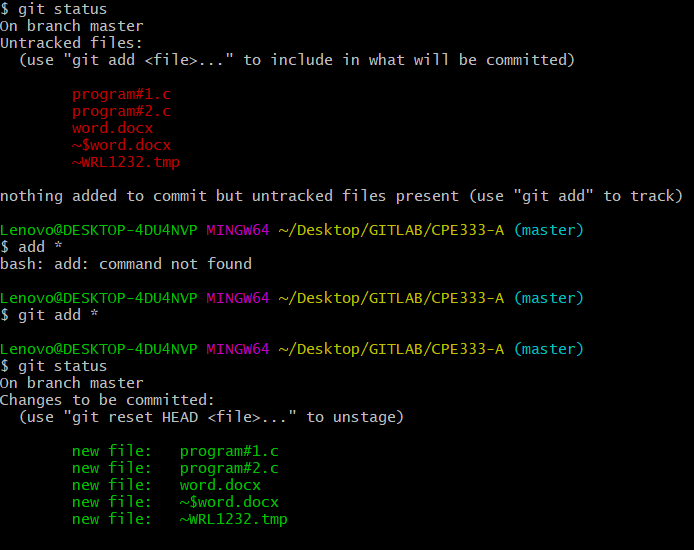 $ git status
On branch master
Untracked files:
  (use "git add <file>..." to include in what will be committed)

        program#1.c
        program#2.c
        word.docx
        ~$word.docx
        ~WRL1232.tmp

nothing added to commit but untracked files present (use "git add" to track)

Lenovo@DESKTOP-4DU4NVP MINGW64 ~/Desktop/GITLAB/CPE333-A (master)
$ add *
bash: add: command not found

Lenovo@DESKTOP-4DU4NVP MINGW64 ~/Desktop/GITLAB/CPE333-A (master)
$ git add *

Lenovo@DESKTOP-4DU4NVP MINGW64 ~/Desktop/GITLAB/CPE333-A (master)
$ git status
On branch master
Changes to be committed:
  (use "git reset HEAD <file>..." to unstage)

        new file:   program#1.c
        new file:   program#2.c
        new file:   word.docx
        new file:   ~$word.docx
        new file:   ~WRL1232.tmp